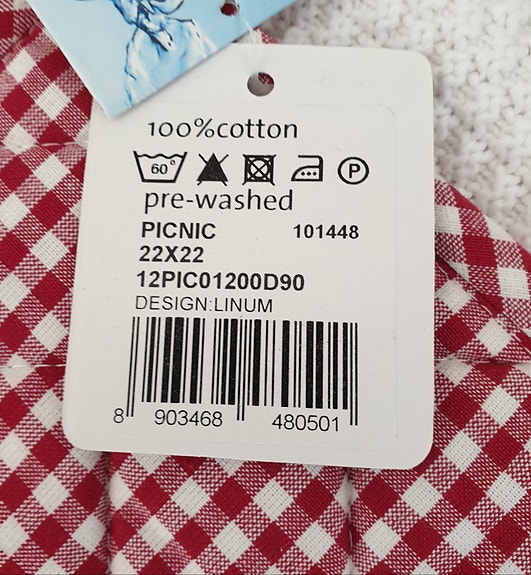 100%cotton
60° P
pre-washed
PICNIC 101448
22X22
12PIC01200D90
DESIGN:LINUM
8 903468 480501